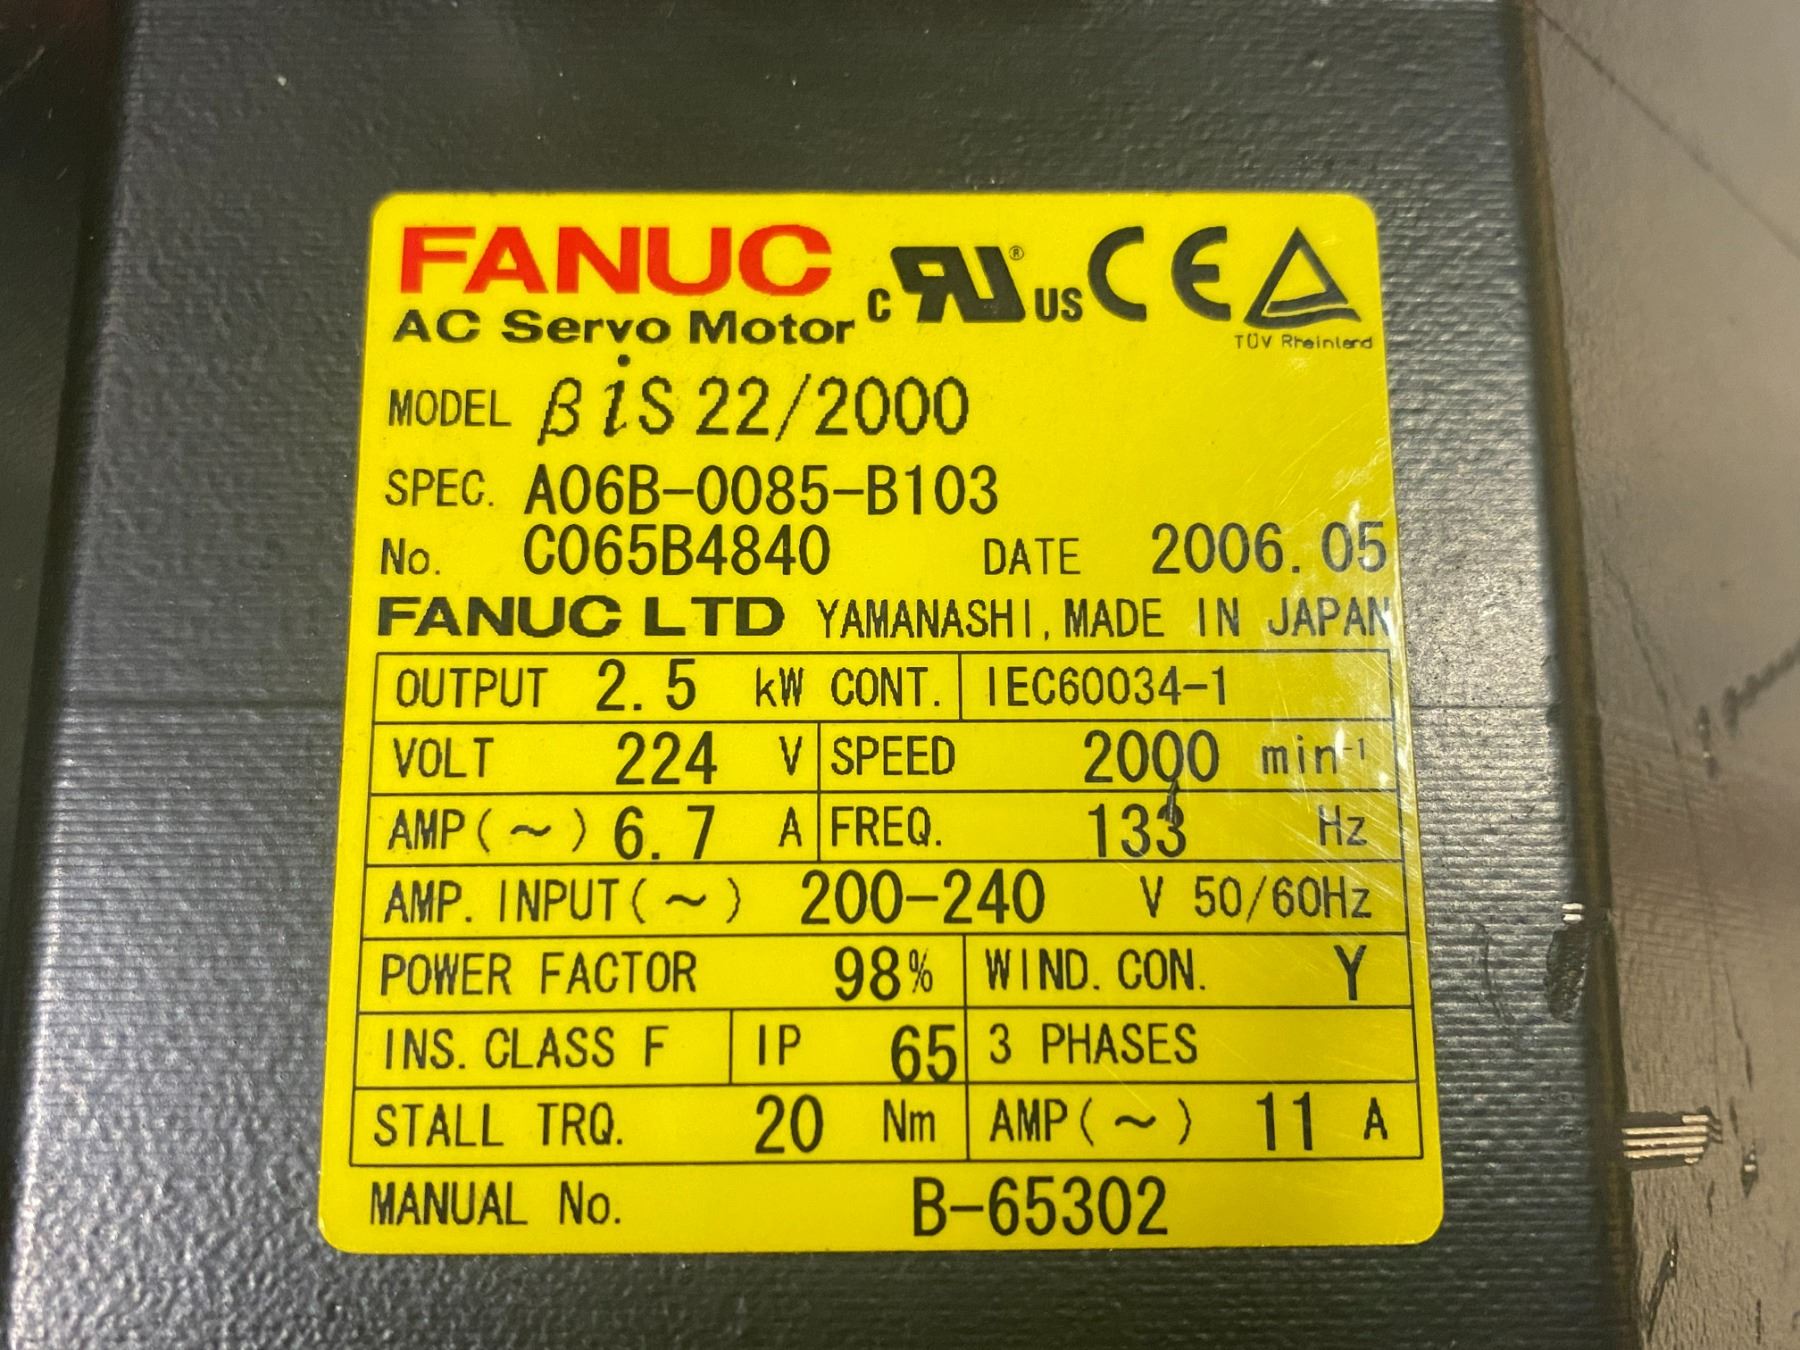 FANUC
AC Servo Motor
c RU ® US CE
TÜV Rheinland
MODEL βiS 22/2000
SPEC. A06B-0085-B103
No. C065B4840 DATE 2006.05
FANUC LTD YAMANASHI, MADE IN JAPAN
OUTPUT 2.5 kW CONT. IEC60034-1
VOLT 224 V SPEED 2000 min⁻¹
AMP(~) 6.7 A FREQ. 133 Hz
AMP. INPUT(~) 200-240 V 50/60Hz
POWER FACTOR 98% WIND. CON. Y
INS. CLASS F IP 65 3 PHASES
STALL TRQ. 20 Nm AMP(~) 11 A
MANUAL No. B-65302